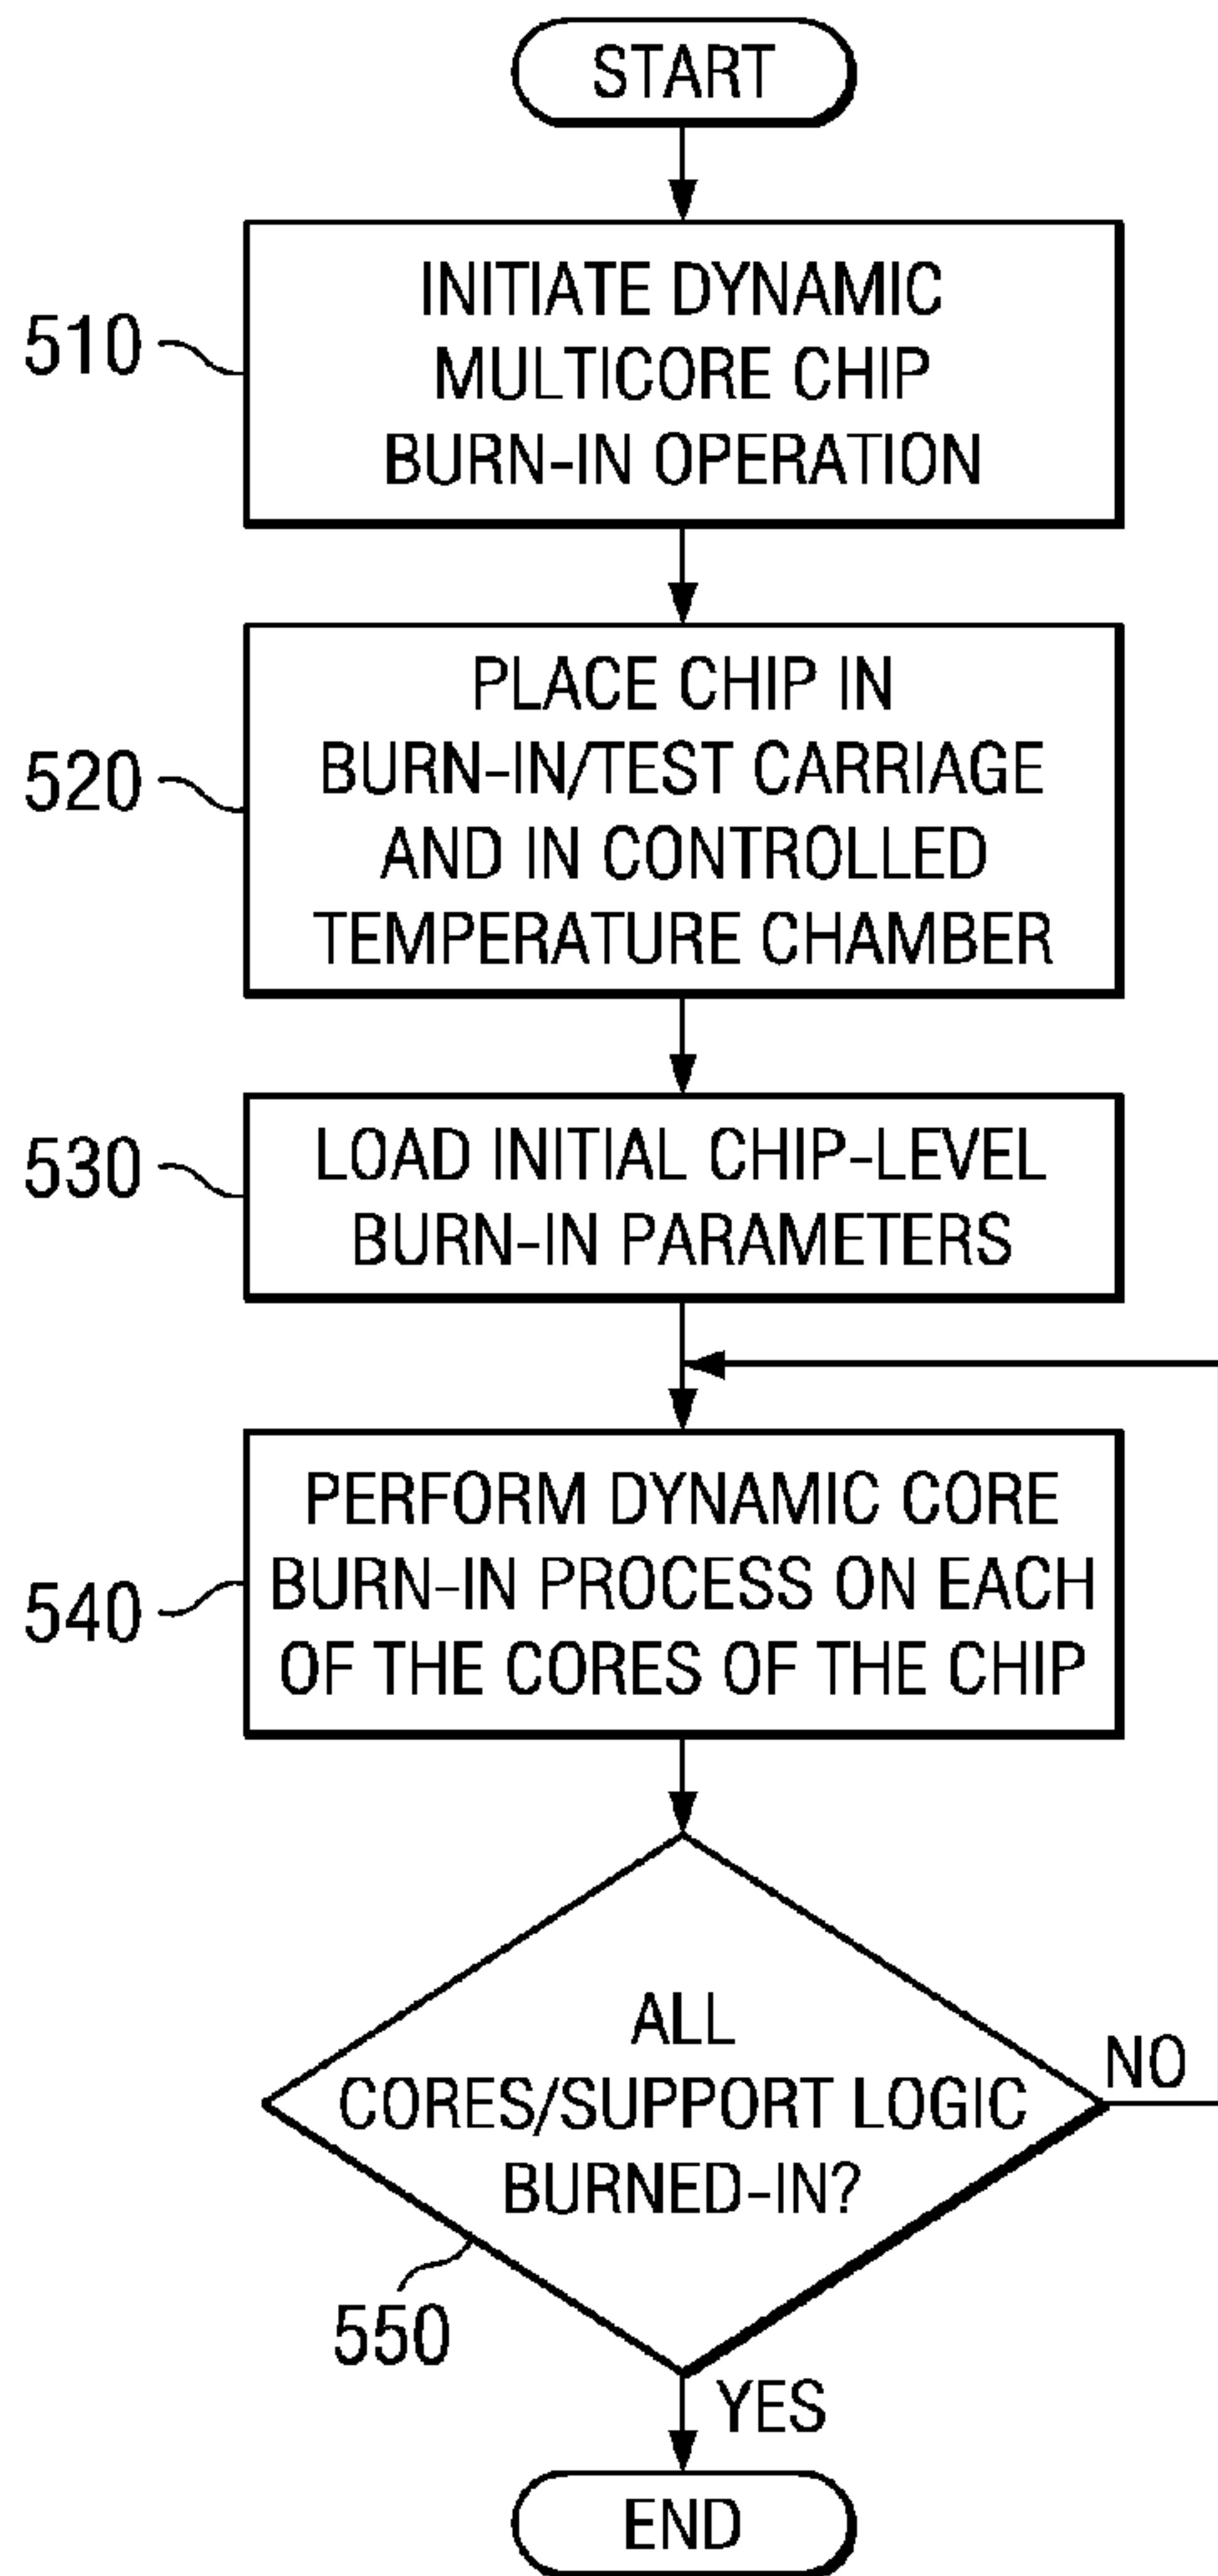 START
510
INITIATE DYNAMIC
MULTICORE CHIP
BURN-IN OPERATION
520
PLACE CHIP IN
BURN-IN/TEST CARRIAGE
AND IN CONTROLLED
TEMPERATURE CHAMBER
530
LOAD INITIAL CHIP-LEVEL
BURN-IN PARAMETERS
540
PERFORM DYNAMIC CORE
BURN-IN PROCESS ON EACH
OF THE CORES OF THE CHIP
ALL
CORES/SUPPORT LOGIC
BURNED-IN?
NO
550
YES
END